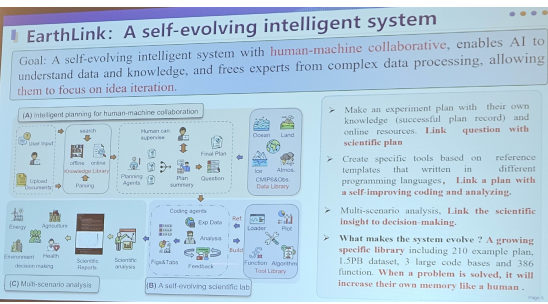 EarthLink: A self-evolving intelligent system
Goal: A self-evolving intelligent system with human-machine collaborative, enables AI to
understand data and knowledge, and frees experts from complex data processing, allowing
them to focus on idea iteration.
(A) Intelligent planning for human-machine collaboration
User input
Upload
Documents
search
offline online
Knowledge Library
Parsing
Human can
supervise
Planning
Agents
Plan
summary
Final Plan
Question
Ocean Land
Ice Atmos.
CMIP6&Obs.
Data Library
Energy Agriculture
Environment Health
decision making
Scientific
Reports
Scientific
analysis
(C) Multi-scenario analysis
Coding agents
Exp Data
Analysis
Figs&Tabs
Feedback
(B) A self-evolving scientific lab
Ref.
Build
Loader Plot
Function Algorithm
Tool Library
➢ Make an experiment plan with their own
knowledge (successful plan record) and
online resources. Link question with
scientific plan
➢ Create specific tools based on reference
templates that written in different
programming languages, Link a plan with
a self-improving coding and analyzing.
➢ Multi-scenario analysis, Link the scientific
insight to decision-making.
➢ What makes the system evolve ? A growing
specific library including 210 example plan,
1.5PB dataset, 3 large code bases and 386
function. When a problem is solved, it will
increase their own memory like a human .